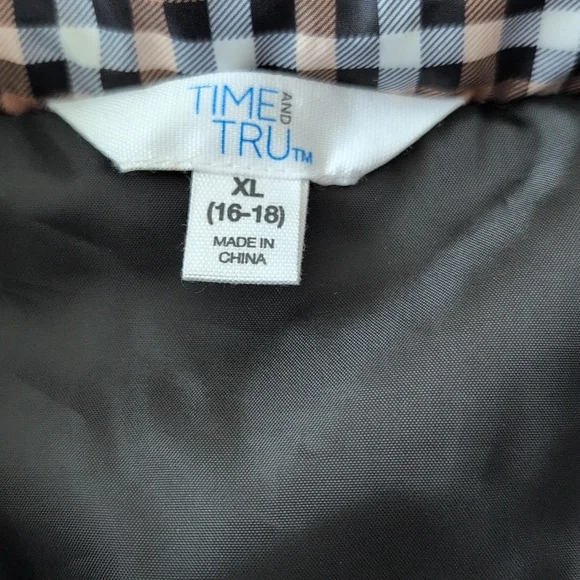 TIME AND
TRU™
XL
(16-18)
MADE IN
CHINA